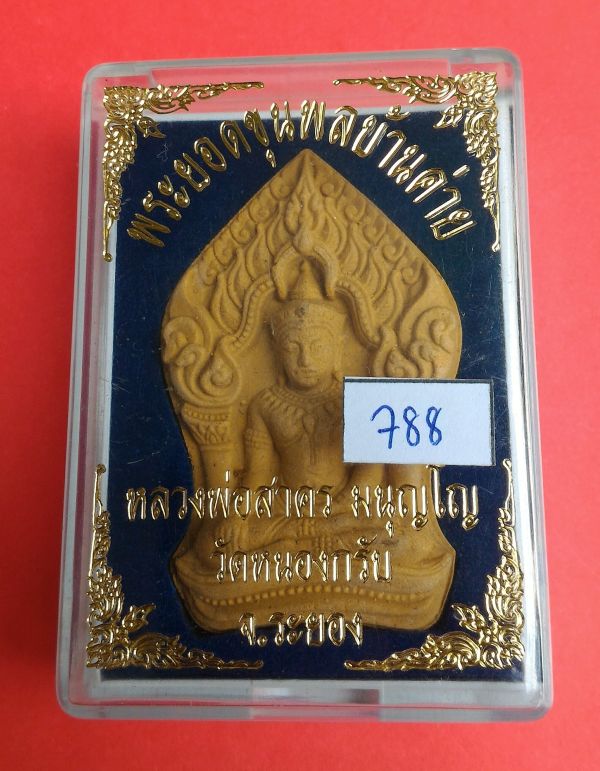 พระยอดขุนพลบ้านค่าย
788
หลวงพ่อสาคร มนุญฺโญ
วัดหนองกรับ
จ.ระยอง